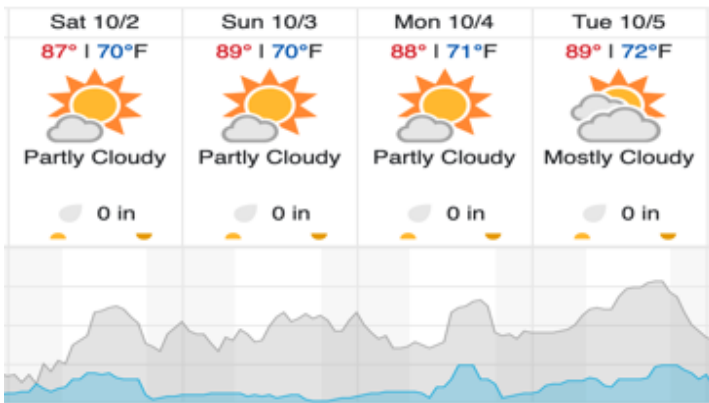 Sat 10/2 Sun 10/3 Mon 10/4 Tue 10/5
87° | 70°F 89° | 70°F 88° | 71°F 89° | 72°F
Partly Cloudy Partly Cloudy Partly Cloudy Mostly Cloudy
0 in 0 in 0 in 0 in